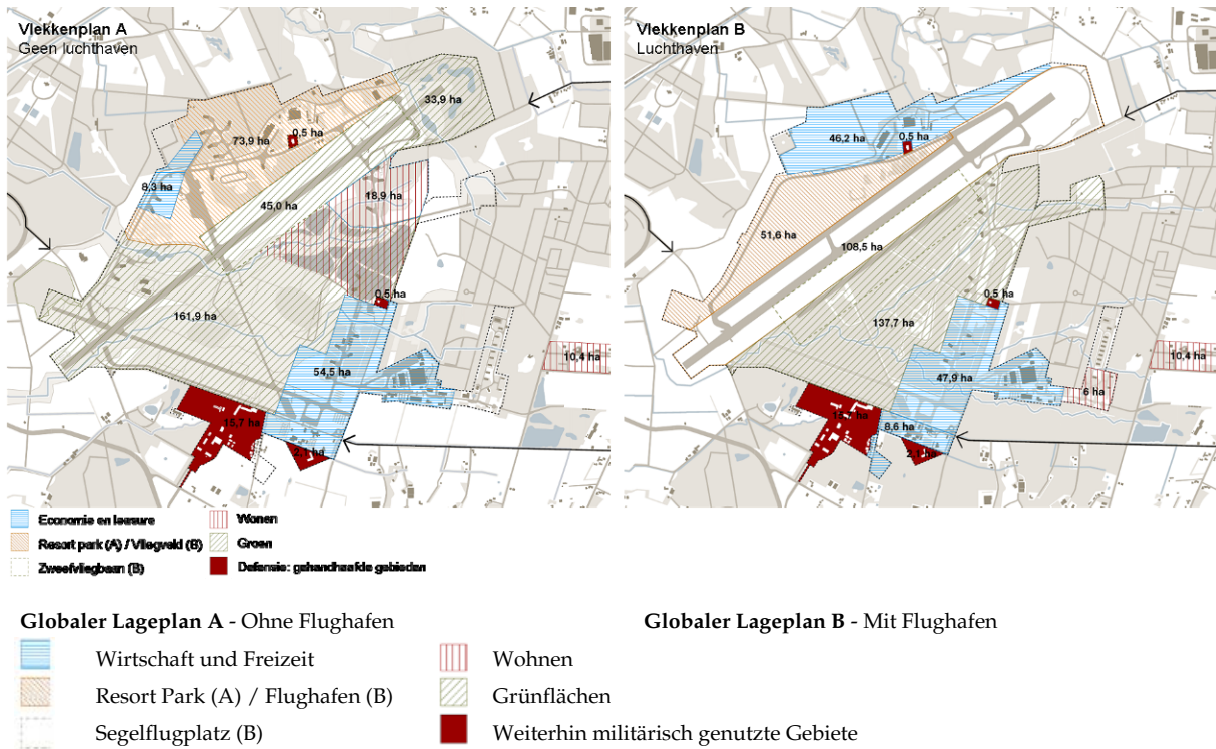 Vlekkenplan A
Geen luchthaven
33,9 ha
0,5 ha
73,9 ha
8,3 ha
18,9 ha
45,0 ha
0,5 ha
161,9 ha
10,4 ha
54,5 ha
15,7 ha
2,1 ha
Vlekkenplan B
Luchthaven
46,2 ha
0,5 ha
51,6 ha
108,5 ha
0,5 ha
137,7 ha
10,4 ha
47,9 ha
6 ha
8,6 ha
2,1 ha
Economie en leasure
Wonen
Resort park (A) / Vliegveld (B)
Groen
Zweefvliegbaan (B)
Defensie: gehandhaafde gebieden
Globaler Lageplan A - Ohne Flughafen
Globaler Lageplan B - Mit Flughafen
Wirtschaft und Freizeit
Wohnen
Resort Park (A) / Flughafen (B)
Grünflächen
Segelflugplatz (B)
Weiterhin militärisch genutzte Gebiete